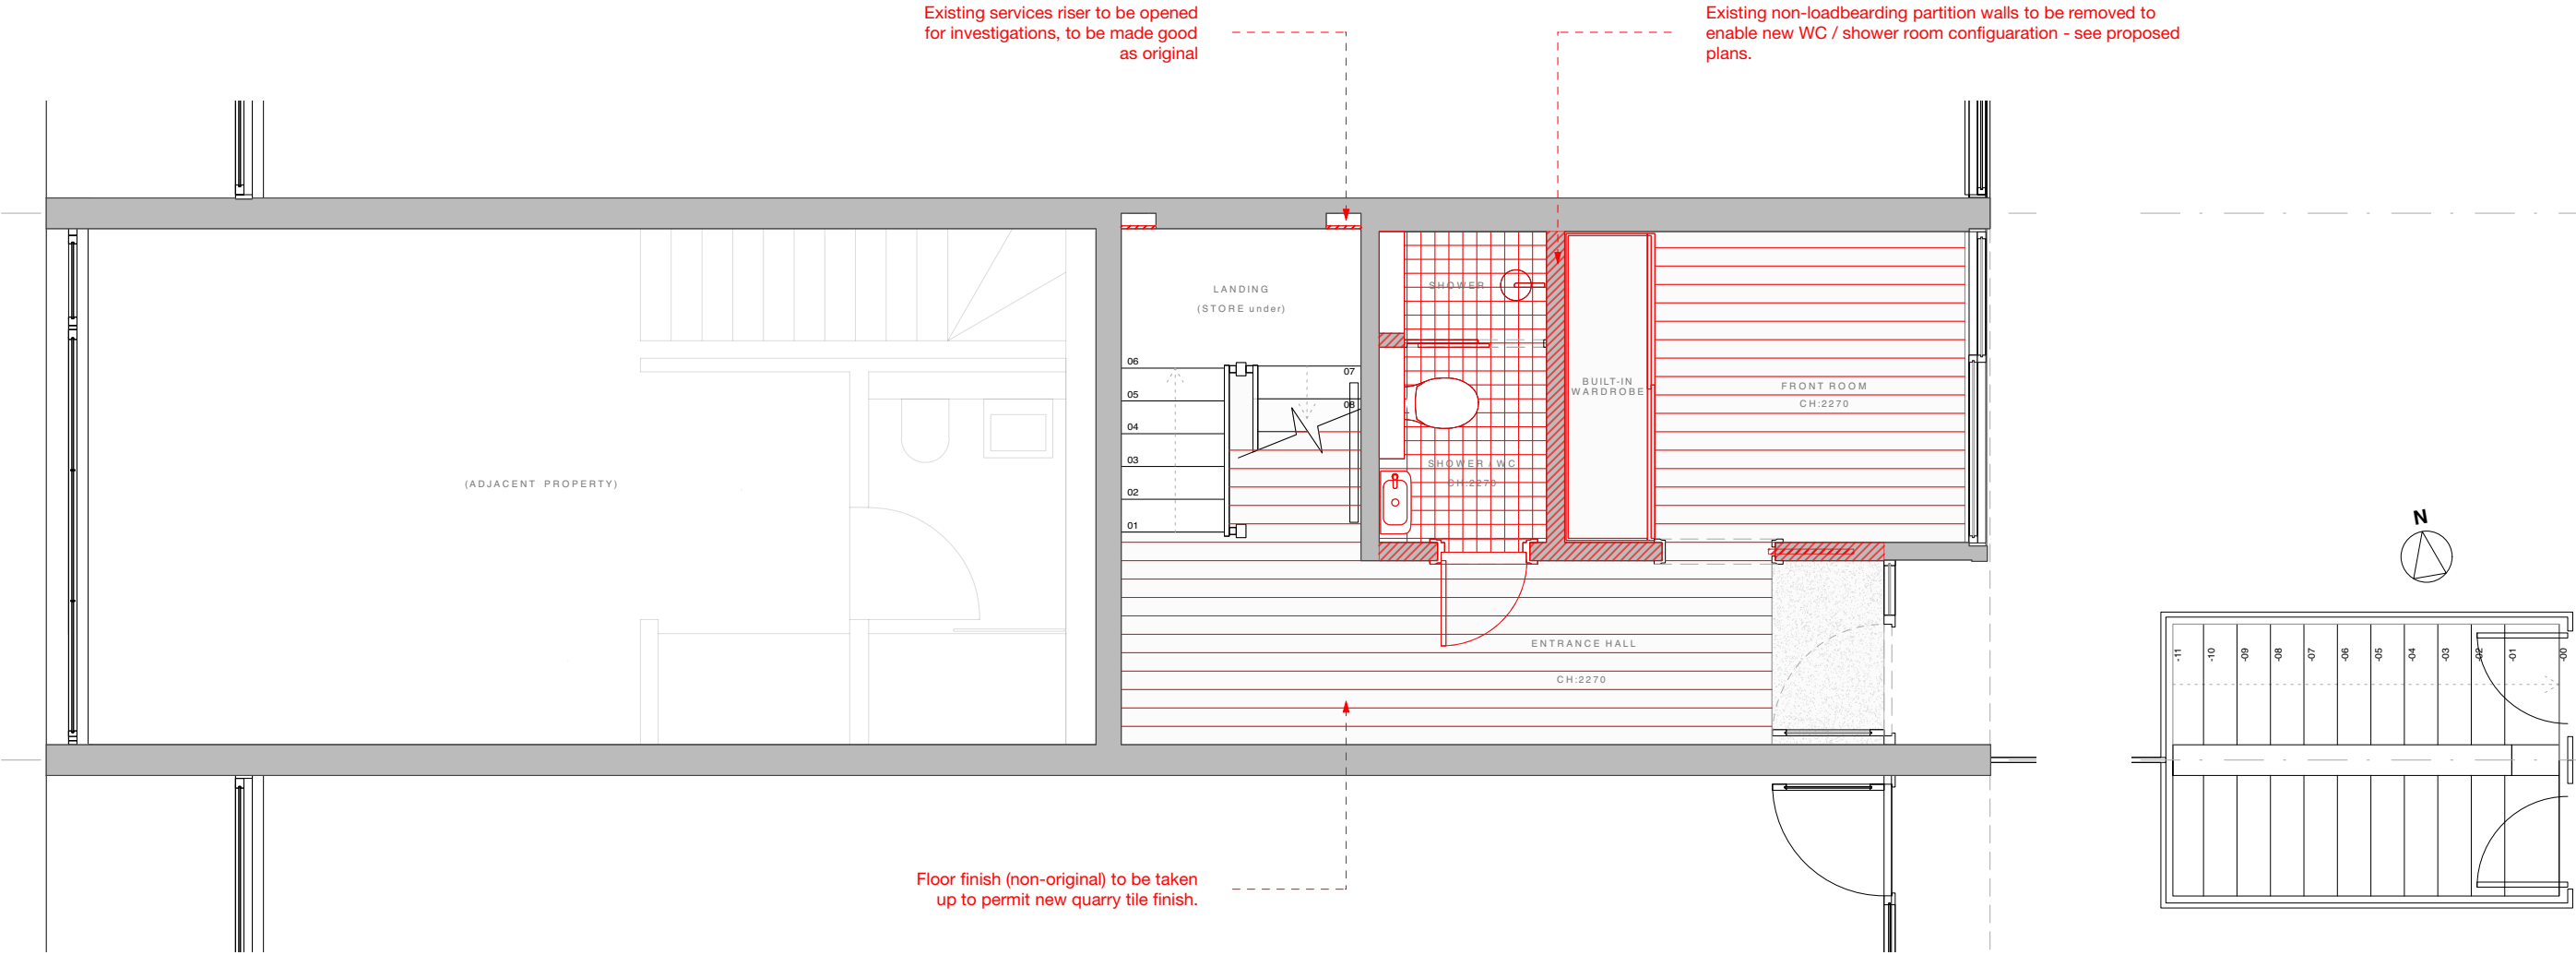 Existing services riser to be opened
for investigations, to be made good
as original
Existing non-loadbearding partition walls to be removed to
enable new WC / shower room configuaration - see proposed
plans.
LANDING
(STORE under)
SHOWER
06
05
04
03
02
01
07
08
BUILT-IN
WARDROBE
FRONT ROOM
CH:2270
SHOWER / WC
CH:2270
(ADJACENT PROPERTY)
N
ENTRANCE HALL
CH:2270
-11
-10
-09
-08
-07
-06
-05
-04
-03
-02
-01
-00
Floor finish (non-original) to be taken
up to permit new quarry tile finish.